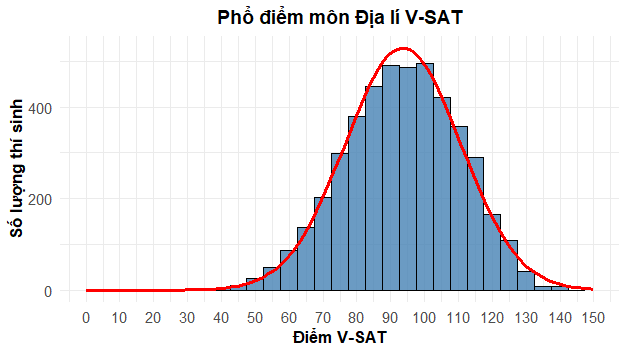 Phổ điểm môn Địa lí V-SAT
Số lượng thí sinh
400
200
0
0 10 20 30 40 50 60 70 80 90 100 110 120 130 140 150
Điểm V-SAT